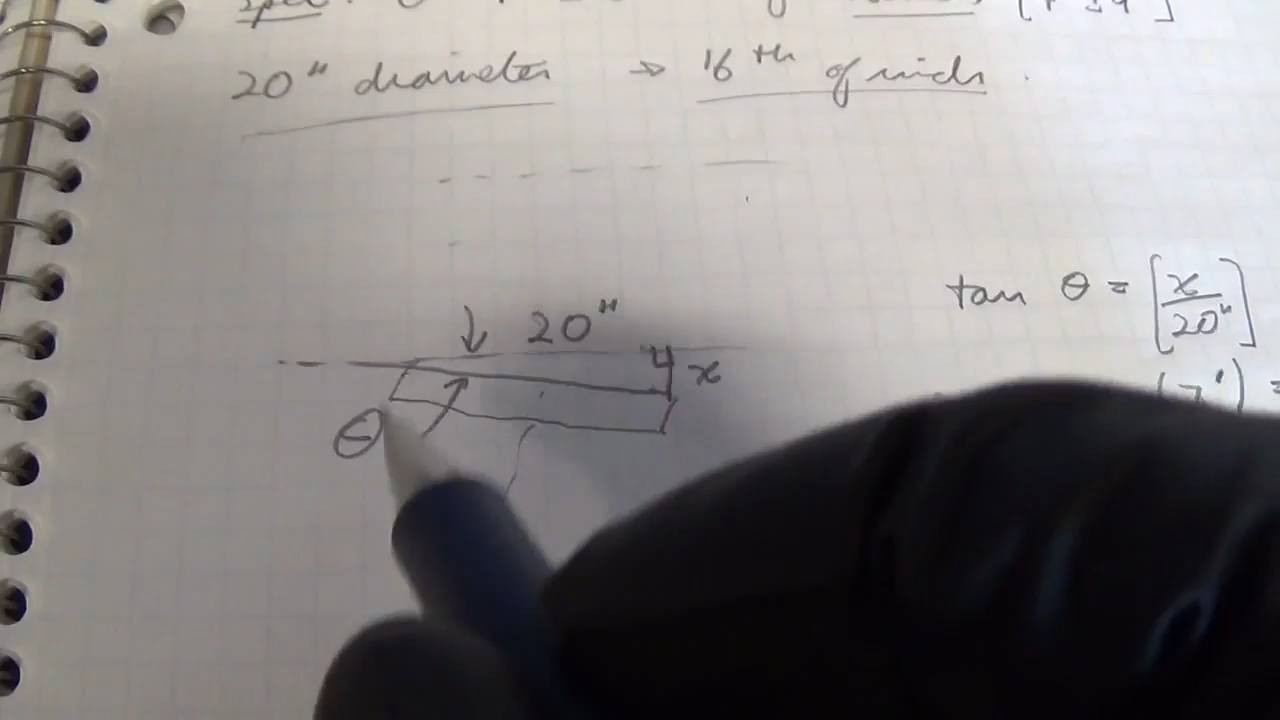 20" diameter → 16th of inch.
20"
x
θ
tan θ = [x/20"]